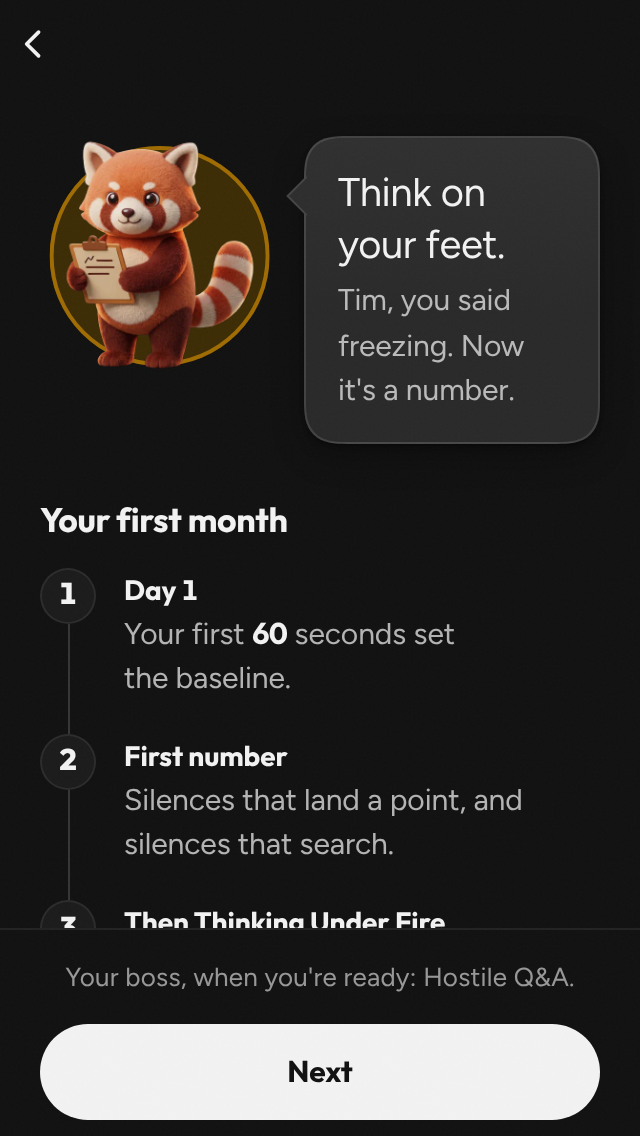 Think on
your feet.
Tim, you said
freezing. Now
it's a number.
Your first month
1
Day 1
Your first 60 seconds set
the baseline.
2
First number
Silences that land a point, and
silences that search.
3
Then Thinking Under Fire
Your boss, when you're ready: Hostile Q&A.
Next